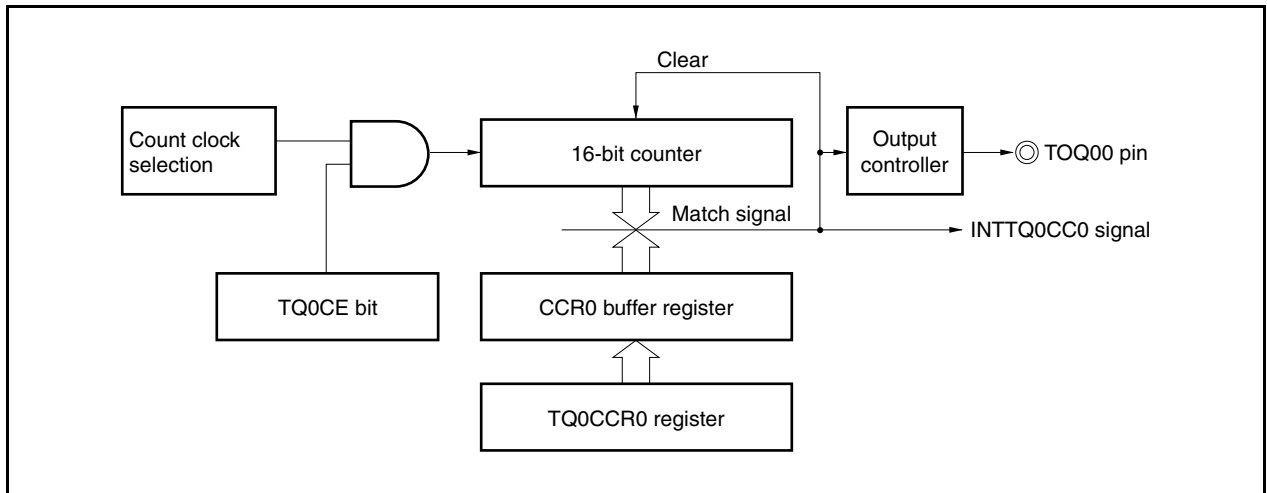 Clear
Count clock
selection
16-bit counter
Output
controller
TOQ00 pin
Match signal
INTTQ0CC0 signal
TQ0CE bit
CCR0 buffer register
TQ0CCR0 register